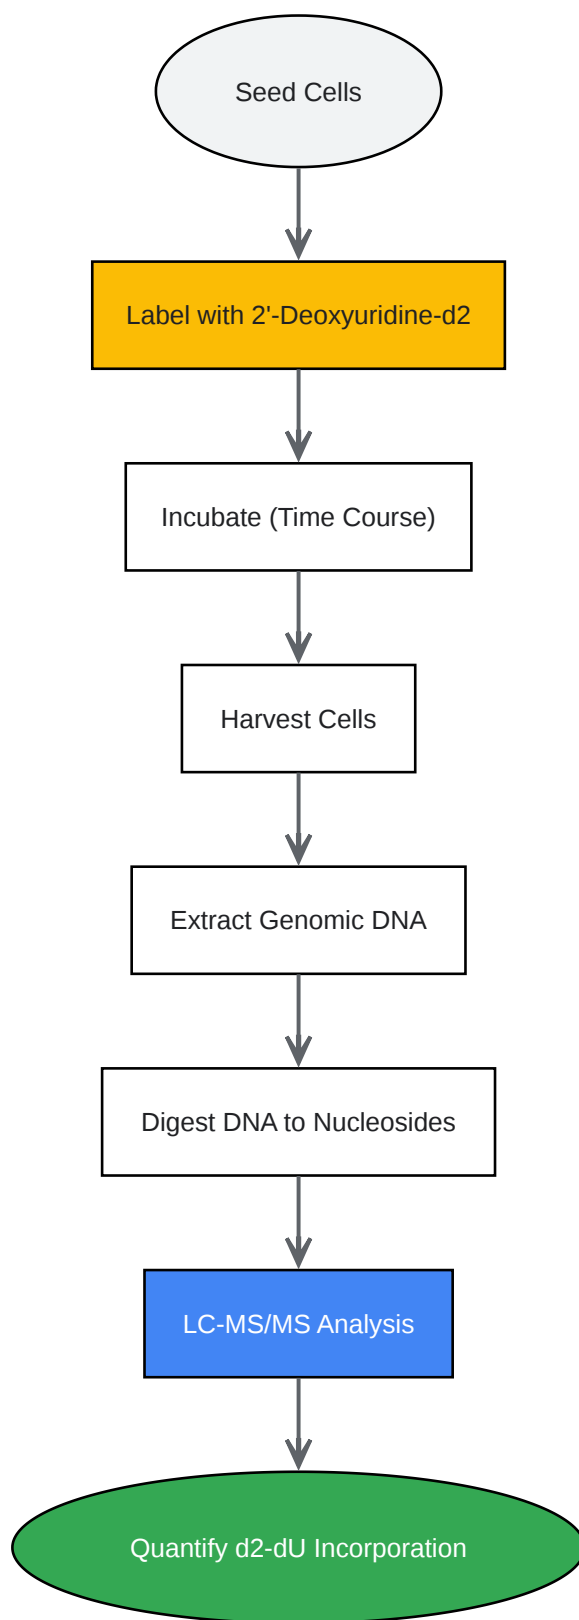 Seed Cells
Label with 2'-Deoxyuridine-d2
Incubate (Time Course)
Harvest Cells
Extract Genomic DNA
Digest DNA to Nucleosides
LC-MS/MS Analysis
Quantify d2-dU Incorporation